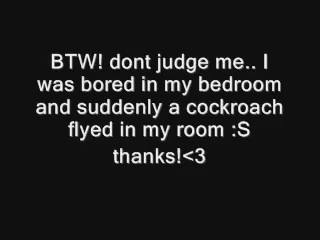 BTW! dont judge me.. I
was bored in my bedroom
and suddenly a cockroach
flyed in my room :S
thanks!<3